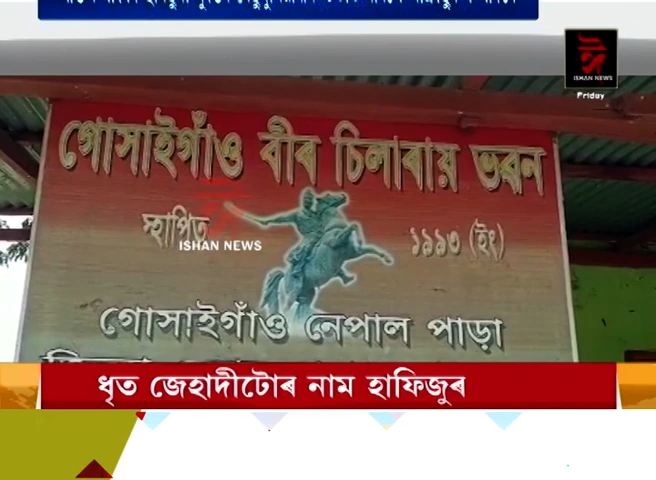 ISHAN NEWS
Friday
গোসাইগাঁও বীৰ চিলাৰায় ভৱন
স্থাপিত ১৯৯৩ (ইং)
ISHAN NEWS
গোসাইগাঁও নেপাল পাড়া
ধৃত জেহাদীটোৰ নাম হাফিজুৰ